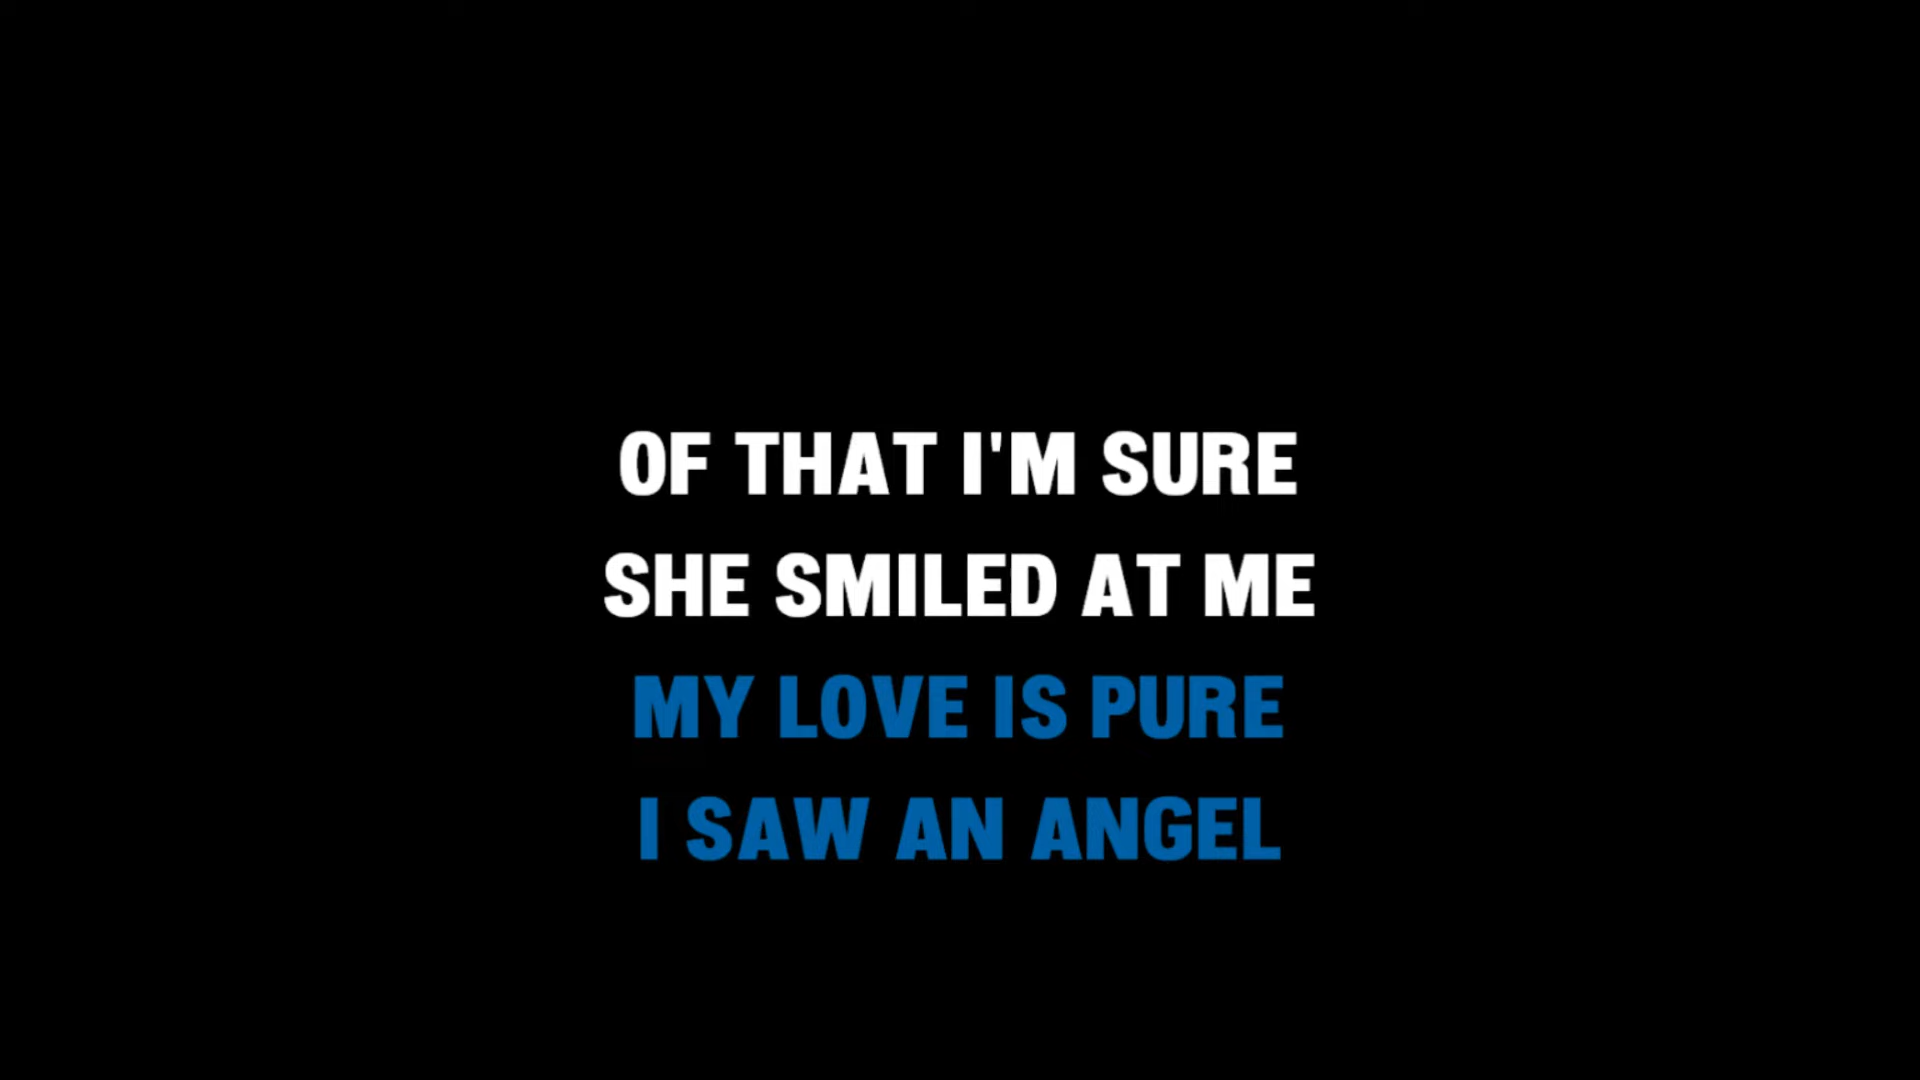 OF THAT I'M SURE
SHE SMILED AT ME
MY LOVE IS PURE
I SAW AN ANGEL